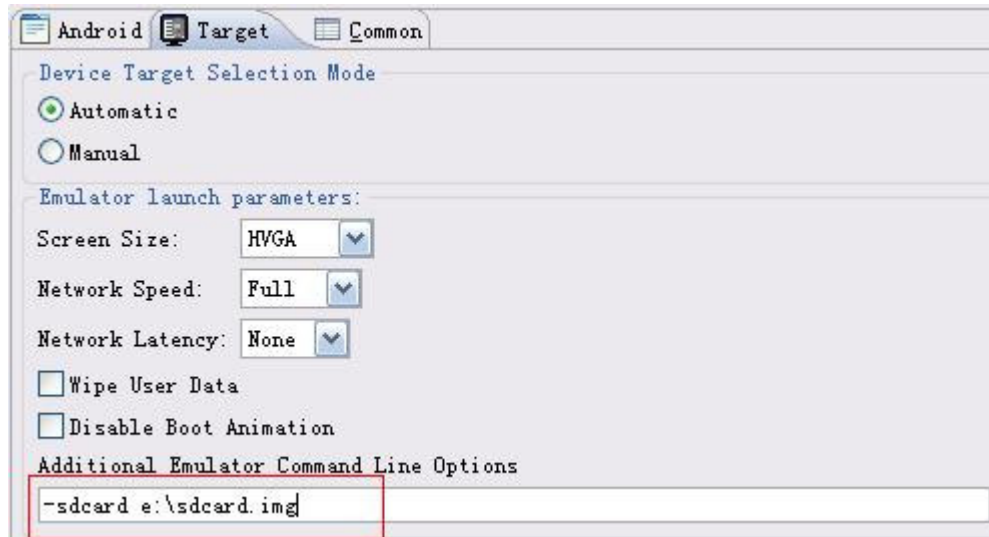 Android Target Common
Device Target Selection Mode
Automatic
Manual
Emulator launch parameters:
Screen Size: HVGA
Network Speed: Full
Network Latency: None
Wipe User Data
Disable Boot Animation
Additional Emulator Command Line Options
-sdcard e:\sdcard.img